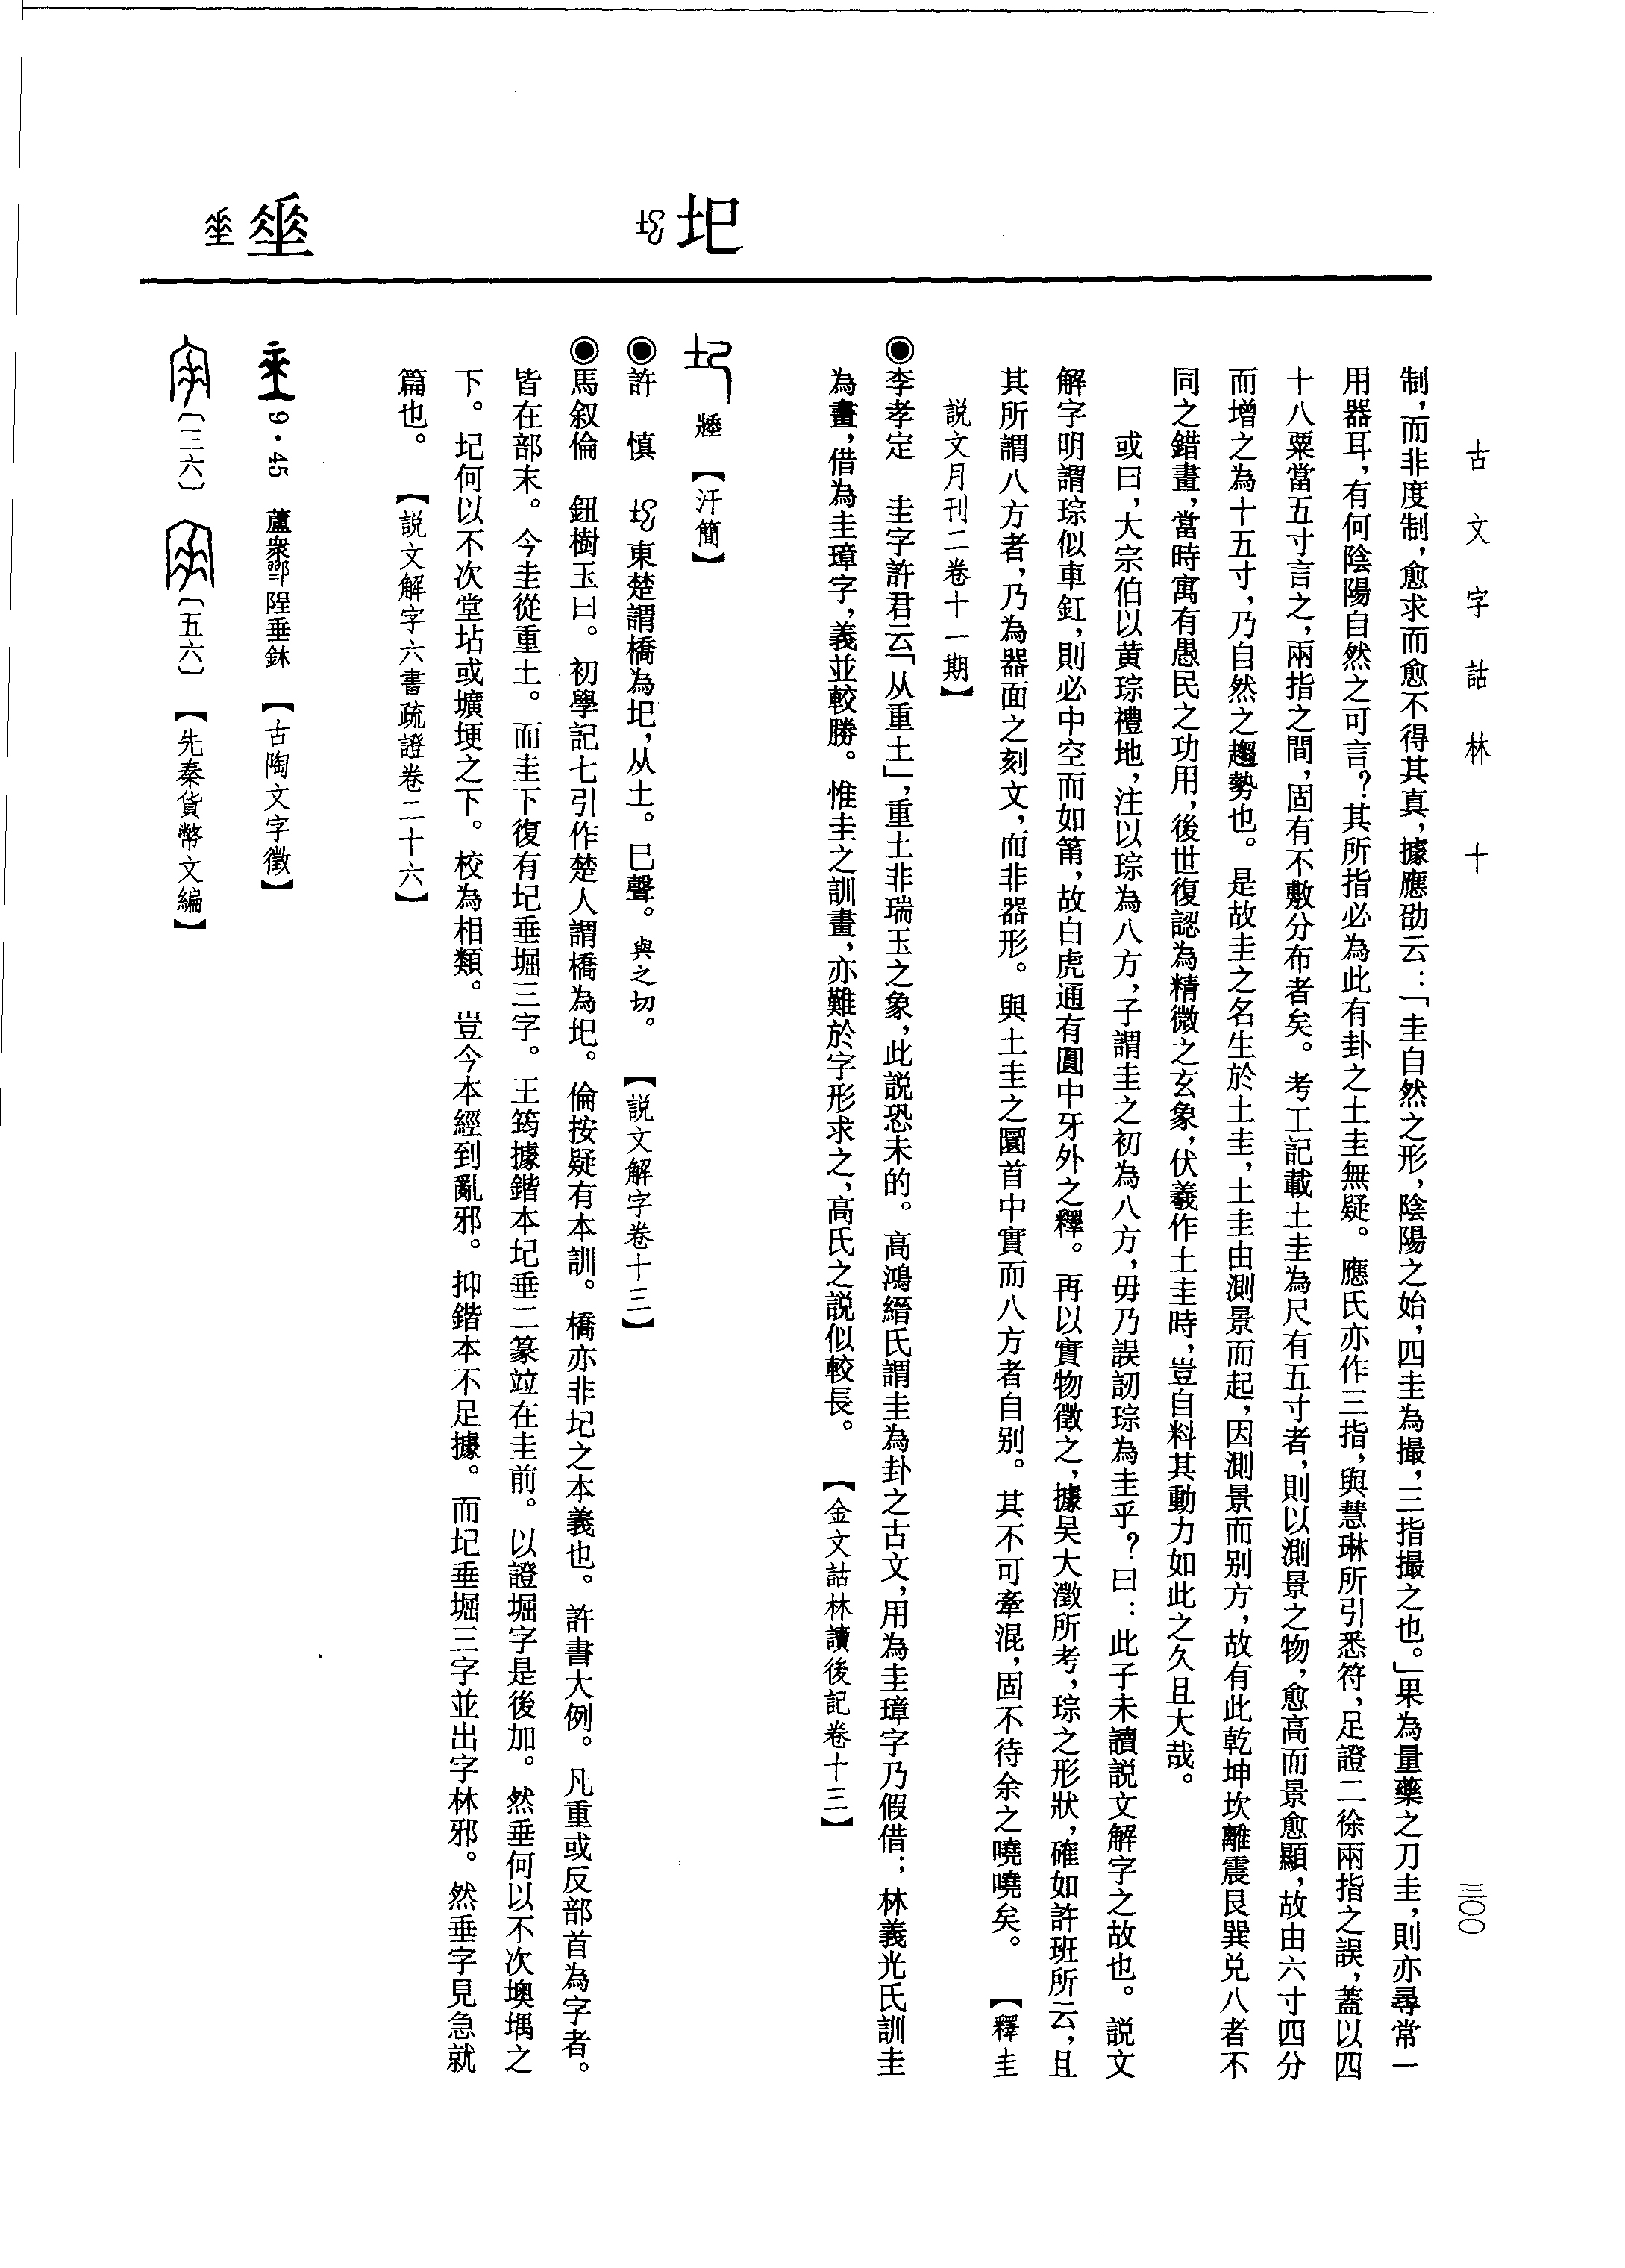 古文字詁林　十
三〇〇
制，而非度制，愈求而愈不得其真，據應劭云：「圭自然之形，陰陽之始，四圭為撮，三指撮之也。」果為量藥之刀圭，則亦尋常一
用器耳，有何陰陽自然之可言？其所指必為此有卦之土圭無疑。應氏亦作三指，與慧琳所引悉符，足證二徐兩指之誤，蓋以四
十八粟當五寸言之，兩指之間，固有不敷分布者矣。考工記載土圭為尺有五寸者，則以測景之物，愈高而景愈顯，故由六寸四分
而增之為十五寸，乃自然之趨勢也。是故圭之名生於土圭，土圭由測景而起，因測景而别方，故有此乾坤坎離震艮巽兌八者不
同之錯畫，當時寓有愚民之功用，後世復認為精微之玄象，伏羲作土圭時，豈自料其動力如此之久且大哉。
或曰，大宗伯以黄琮禮地，注以琮為八方，子謂圭之初為八方，毋乃誤認琮為圭乎？曰：此子未讀説文解字之故也。説文
解字明謂琮似車釭，則必中空而如筩，故白虎通有圓中牙外之釋。再以實物徵之，據吴大澂所考，琮之形狀，確如許班所云，且
其所謂八方者，乃為器面之刻文，而非器形。與土圭之圜首中實而八方者自别。其不可牽混，固不待余之嘵嘵矣。【釋圭
説文月刊二卷十一期】
◉李孝定　圭字許君云「从重土」，重土非瑞玉之象，此説恐未的。高鴻縉氏謂圭為卦之古文，用為圭璋字乃假借；林義光氏訓圭
為畫，借為圭璋字，義並較勝。惟圭之訓畫，亦難於字形求之，高氏之説似較長。【金文詁林讀後記卷十三】
圯
【汗簡】
◉許　慎　東楚謂橋為圯，从土。巳聲。與之切。【説文解字卷十三】
◉馬叙倫　鈕樹玉曰。初學記七引作楚人謂橋為圯。倫按疑有本訓。橋亦非圯之本義也。許書大例。凡重或反部首為字者。
皆在部末。今圭從重土。而圭下復有圯垂堀三字。王筠據鍇本圯垂二篆竝在圭前。以證堀字是後加。然垂何以不次墺堣之
下。圯何以不次堂坫或壙埂之下。校為相類。豈今本經到亂邪。抑鍇本不足據。而圯垂堀三字並出字林邪。然垂字見急就
篇也。【説文解字六書疏證卷二十六】
𡍮
9·45　蘆衆陞垂鉢【古陶文字徵】
〔三六〕〔五六〕【先秦貨幣文編】